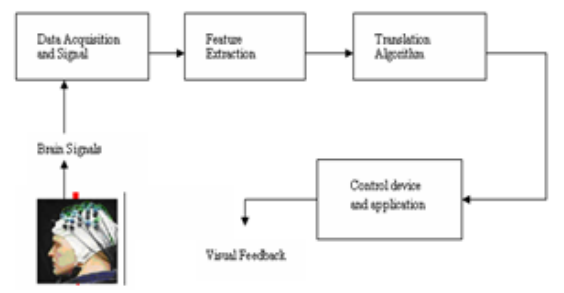 Data Acquisition
and Signal
Feature
Extraction
Translation
Algorithm
Brain Signals
Control device
and application
Visual Feedback